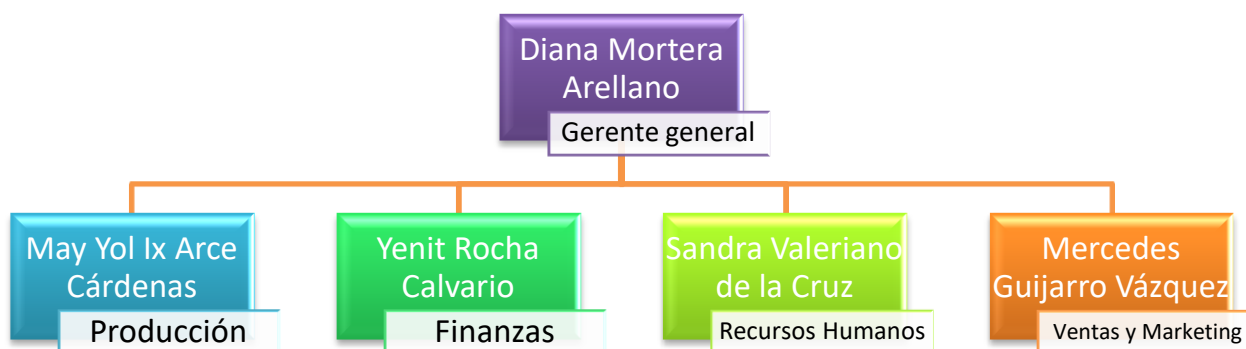 Diana Mortera
Arellano
Gerente general
May Yol Ix Arce
Cárdenas
Producción
Yenit Rocha
Calvario
Finanzas
Sandra Valeriano
de la Cruz
Recursos Humanos
Mercedes
Guijarro Vázquez
Ventas y Marketing